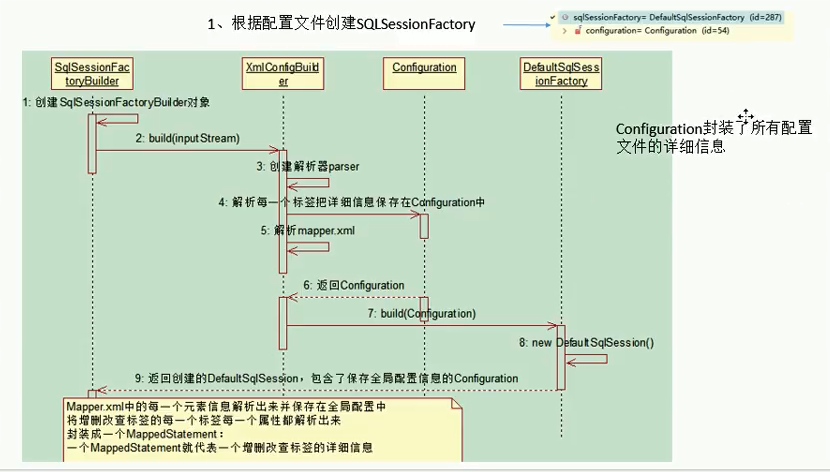 1、根据配置文件创建SQLSessionFactory
sqlSessionFactory= DefaultSqlSessionFactory (id=287)
configuration= Configuration (id=54)
SqlSessionFac
toryBuilder
XmlConfigBuild
er
Configuration
DefaultSqlSess
ionFactory
1: 创建SqlSessionFactoryBuilder对象
2: build(inputStream)
Configuration封装了所有配置
文件的详细信息
3: 创建解析器parser
4: 解析每一个标签把详细信息保存在Configuration中
5: 解析mapper.xml
6: 返回Configuration
7: build(Configuration)
8: new DefaultSqlSession()
9: 返回创建的DefaultSqlSession，包含了保存全局配置信息的Configuration
Mapper.xml中的每一个元素信息解析出来并保存在全局配置中
将增删改查标签的每一个标签每一个属性都解析出来
封装成一个MappedStatement：
一个MappedStatement就代表一个增删改查标签的详细信息